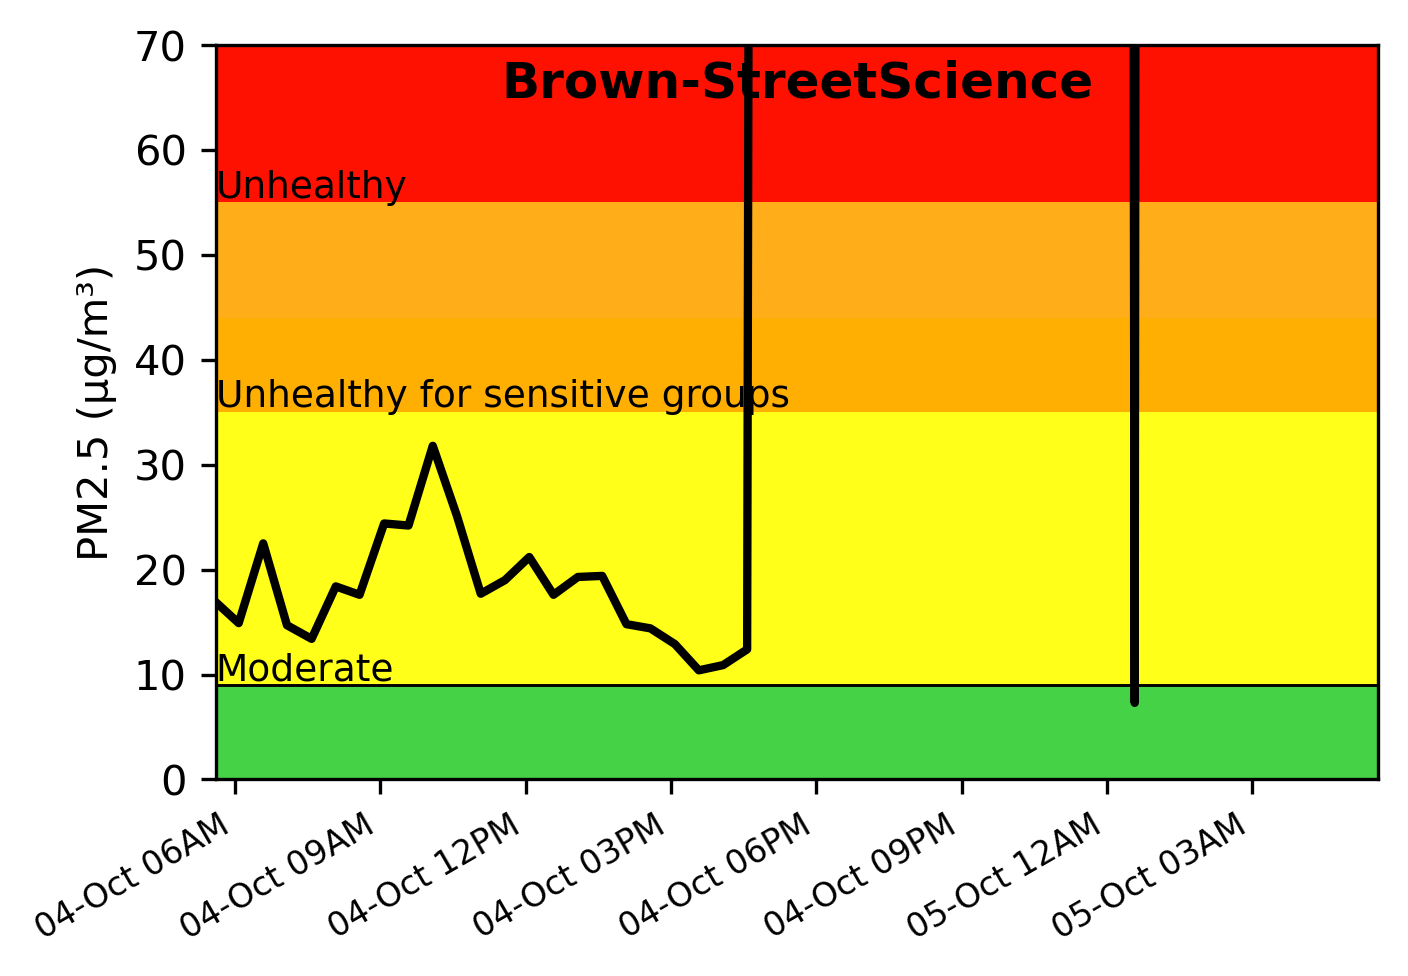 Brown-StreetScience
PM2.5 (µg/m³)
70
60
50
40
30
20
10
0
Unhealthy
Unhealthy for sensitive groups
Moderate
04-Oct 06AM
04-Oct 09AM
04-Oct 12PM
04-Oct 03PM
04-Oct 06PM
04-Oct 09PM
05-Oct 12AM
05-Oct 03AM